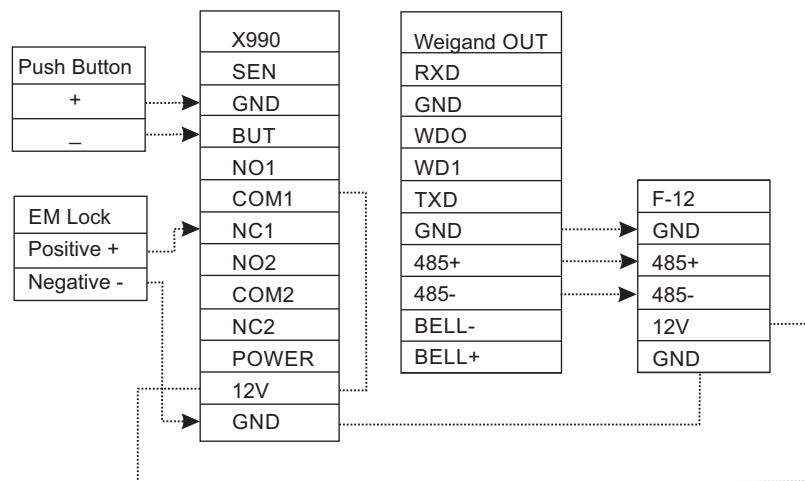 Push Button
+
_
EM Lock
Positive +
Negative -
X990
SEN
GND
BUT
NO1
COM1
NC1
NO2
COM2
NC2
POWER
12V
GND
Weigand OUT
RXD
GND
WDO
WD1
TXD
GND
485+
485-
BELL-
BELL+
F-12
GND
485+
485-
12V
GND